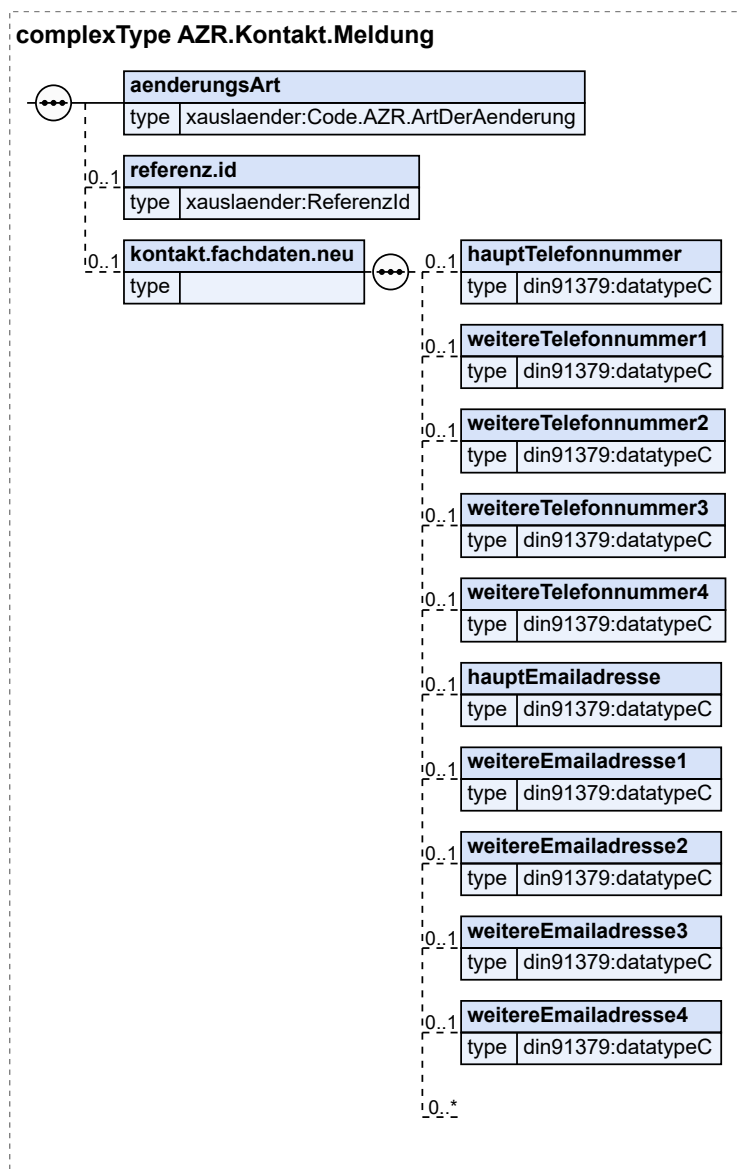 complexType AZR.Kontakt.Meldung
aenderungsArt
type xauslaender:Code.AZR.ArtDerAenderung
0..1 referenz.id
type xauslaender:ReferenzId
0..1 kontakt.fachdaten.neu
type
0..1 hauptTelefonnummer
type din91379:datatypeC
0..1 weitereTelefonnummer1
type din91379:datatypeC
0..1 weitereTelefonnummer2
type din91379:datatypeC
0..1 weitereTelefonnummer3
type din91379:datatypeC
0..1 weitereTelefonnummer4
type din91379:datatypeC
0..1 hauptEmailadresse
type din91379:datatypeC
0..1 weitereEmailadresse1
type din91379:datatypeC
0..1 weitereEmailadresse2
type din91379:datatypeC
0..1 weitereEmailadresse3
type din91379:datatypeC
0..1 weitereEmailadresse4
type din91379:datatypeC
0..*